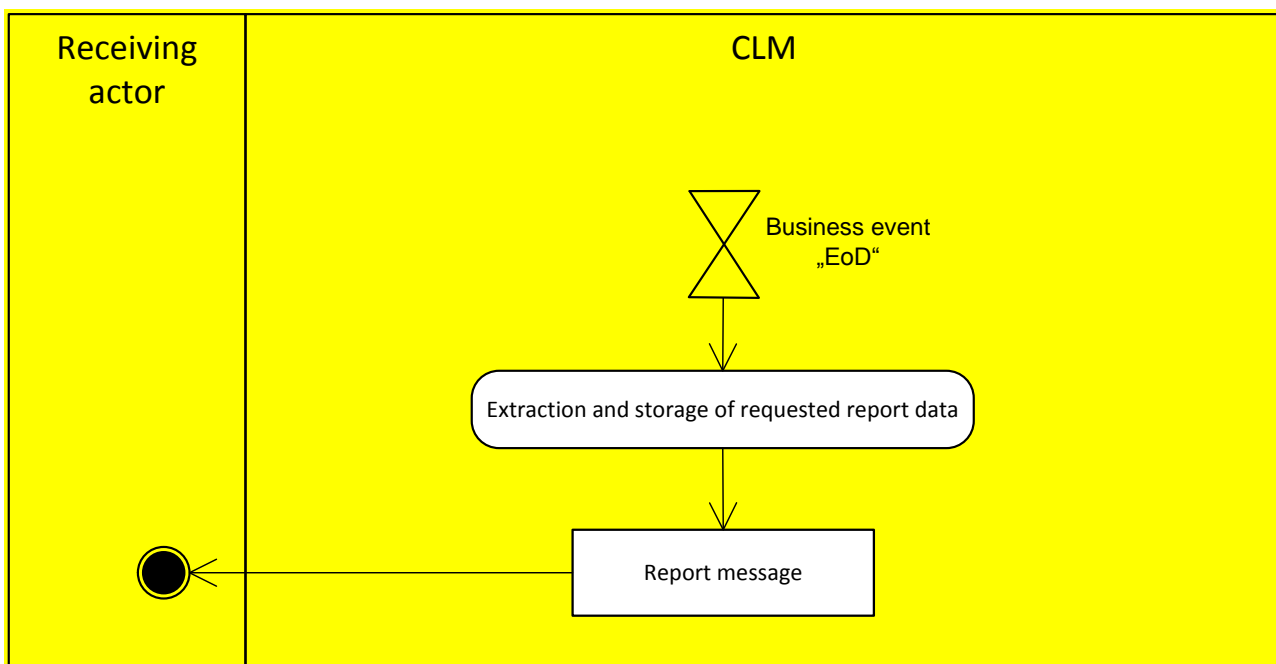 Receiving
actor
CLM
Business event
„EoD“
Extraction and storage of requested report data
Report message